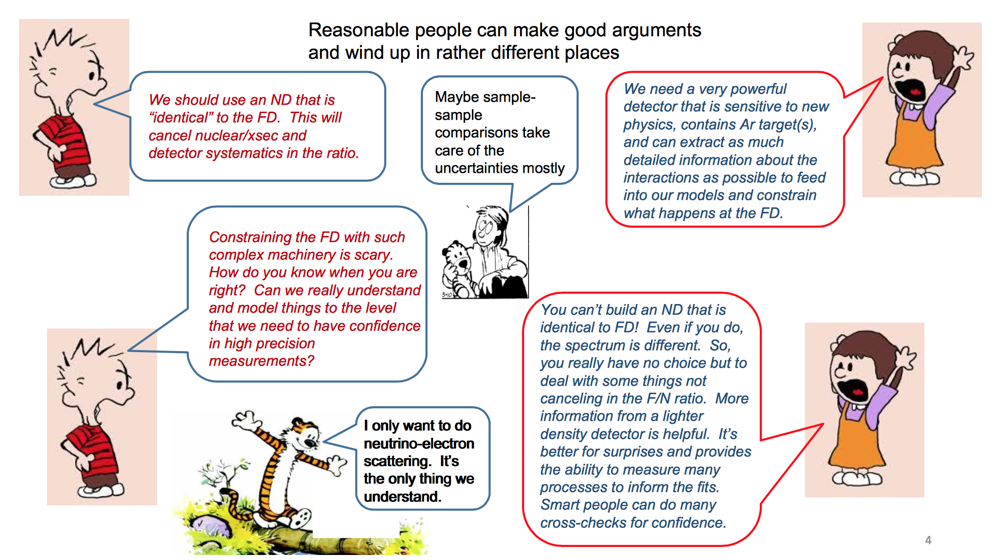 Reasonable people can make good arguments
and wind up in rather different places
We should use an ND that is
“identical” to the FD.  This will
cancel nuclear/xsec and
detector systematics in the ratio.
Maybe sample-
sample
comparisons take
care of the
uncertainties mostly
We need a very powerful
detector that is sensitive to new
physics, contains Ar target(s),
and can extract as much
detailed information about the
interactions as possible to feed
into our models and constrain
what happens at the FD.
Constraining the FD with such
complex machinery is scary.
How do you know when you are
right?  Can we really understand
and model things to the level
that we need to have confidence
in high precision
measurements?
3-10
You can’t build an ND that is
identical to FD!  Even if you do,
the spectrum is different.  So,
you really have no choice but to
deal with some things not
canceling in the F/N ratio.  More
information from a lighter
density detector is helpful.  It’s
better for surprises and provides
the ability to measure many
processes to inform the fits.
Smart people can do many
cross-checks for confidence.
I only want to do
neutrino-electron
scattering.  It’s
the only thing we
understand.
4